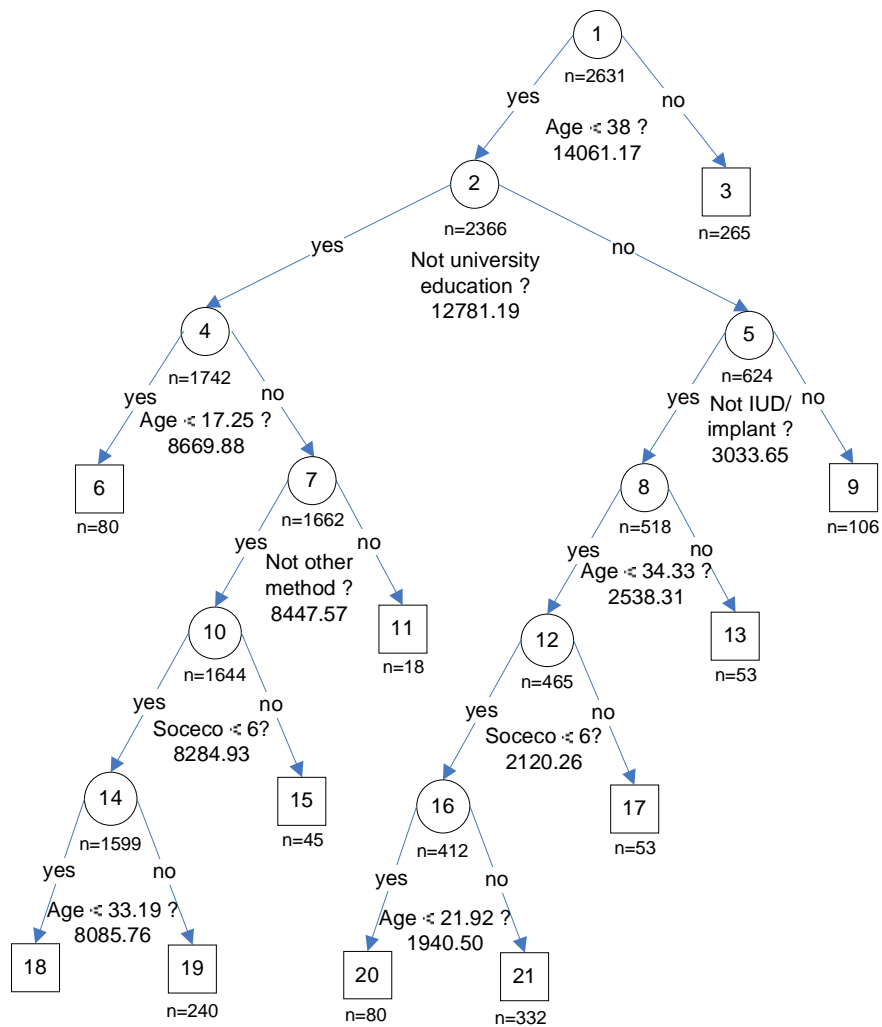 1
n=2631
yes
no
Age < 38 ?
14061.17
2
3
n=2366
n=265
yes
no
Not university
education ?
12781.19
4
5
n=1742
n=624
yes
no
yes
no
Age < 17.25 ?
8669.88
Not IUD/
implant ?
3033.65
6
7
8
9
n=80
n=1662
n=518
n=106
yes
no
yes
no
Not other
method ?
8447.57
Age < 34.33 ?
2538.31
10
11
12
13
n=1644
n=18
n=465
n=53
yes
no
yes
no
Soceco < 6?
8284.93
Soceco < 6?
2120.26
14
15
16
17
n=1599
n=45
n=412
n=53
yes
no
yes
no
Age < 33.19 ?
8085.76
Age < 21.92 ?
1940.50
18
19
20
21
n=240
n=80
n=332